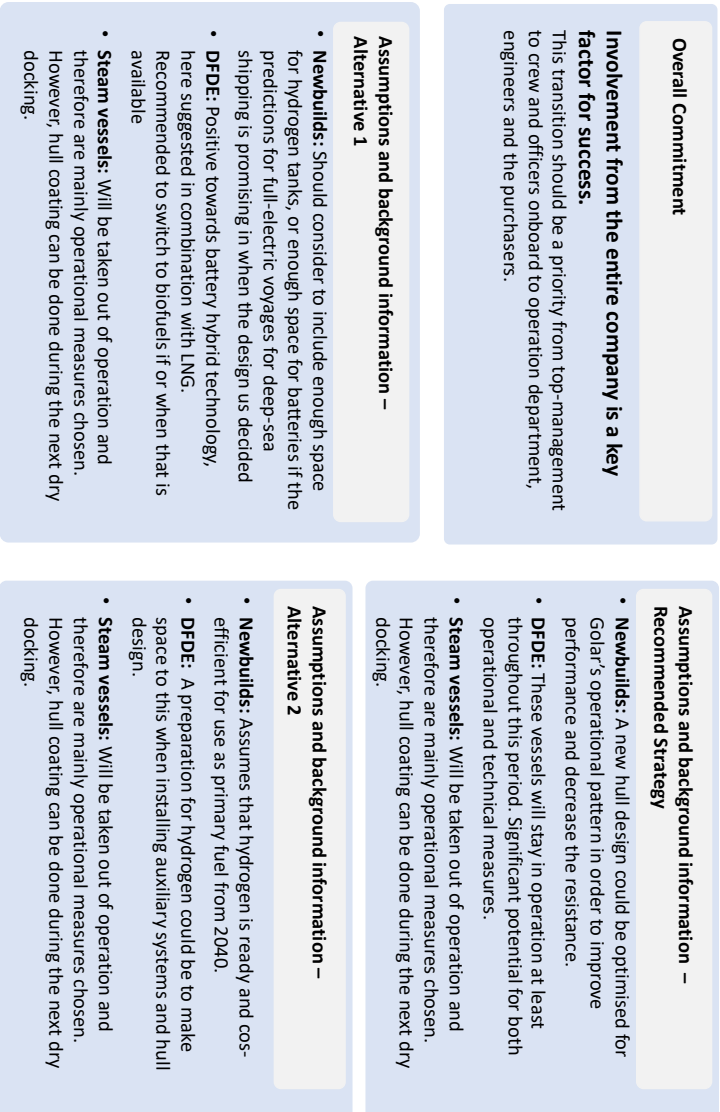 Overall Commitment
Involvement from the entire company is a key
factor for success.
This transition should be a priority from top-management
to crew and officers onboard to operation department,
engineers and the purchasers.
Assumptions and background information –
Recommended Strategy
• Newbuilds: A new hull design could be optimised for
Golar’s operational pattern in order to improve
performance and decrease the resistance.
• DFDE: These vessels will stay in operation at least
throughout this period. Significant potential for both
operational and technical measures.
• Steam vessels: Will be taken out of operation and
therefore are mainly operational measures chosen.
However, hull coating can be done during the next dry
docking.
Assumptions and background information –
Alternative 1
• Newbuilds: Should consider to include enough space
for hydrogen tanks, or enough space for batteries if the
predictions for full-electric voyages for deep-sea
shipping is promising in when the design us decided
• DFDE: Positive towards battery hybrid technology,
here suggested in combination with LNG.
Recommended to switch to biofuels if or when that is
available
• Steam vessels: Will be taken out of operation and
therefore are mainly operational measures chosen.
However, hull coating can be done during the next dry
docking.
Assumptions and background information –
Alternative 2
• Newbuilds: Assumes that hydrogen is ready and cos-
efficient for use as primary fuel from 2040.
• DFDE: A preparation for hydrogen could be to make
space to this when installing auxiliary systems and hull
design.
• Steam vessels: Will be taken out of operation and
therefore are mainly operational measures chosen.
However, hull coating can be done during the next dry
docking.